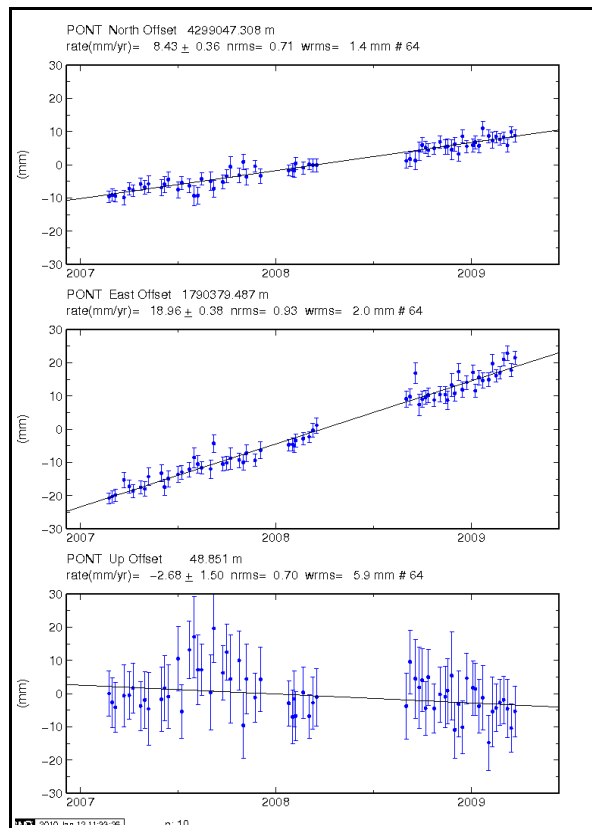 PONT North Offset 4299047.308 m
rate(mm/yr)= 8.43 ± 0.36 nrms= 0.71 wrms= 1.4 mm # 64
30
20
10
0
−10
−20
−30
(mm)
2007 2008 2009
PONT East Offset 1790379.487 m
rate(mm/yr)= 18.96 ± 0.38 nrms= 0.93 wrms= 2.0 mm # 64
30
20
10
0
−10
−20
−30
(mm)
2007 2008 2009
PONT Up Offset 48.851 m
rate(mm/yr)= −2.68 ± 1.50 nrms= 0.70 wrms= 5.9 mm # 64
30
20
10
0
−10
−20
−30
(mm)
2007 2008 2009
2010 Jan